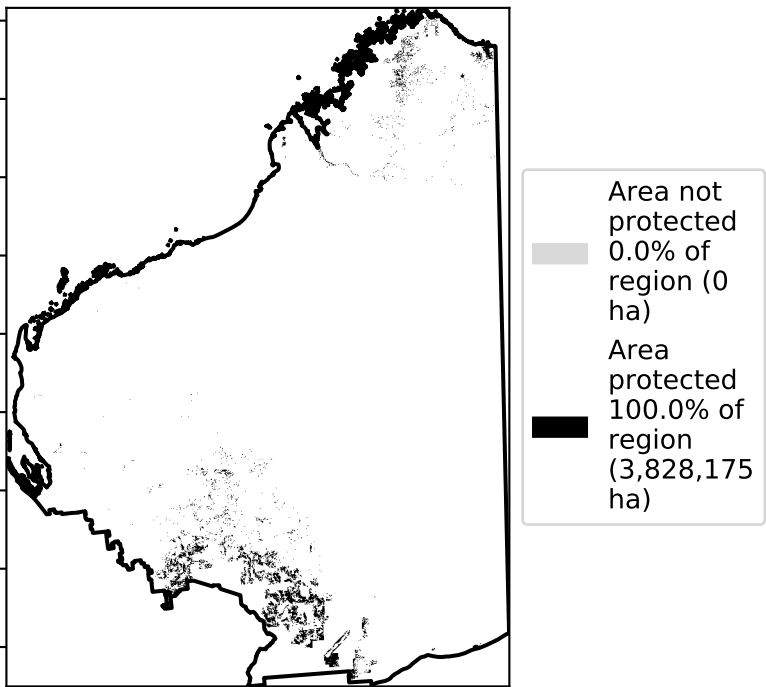 Area not
protected
0.0% of
region (0
ha)
Area
protected
100.0% of
region
(3,828,175
ha)